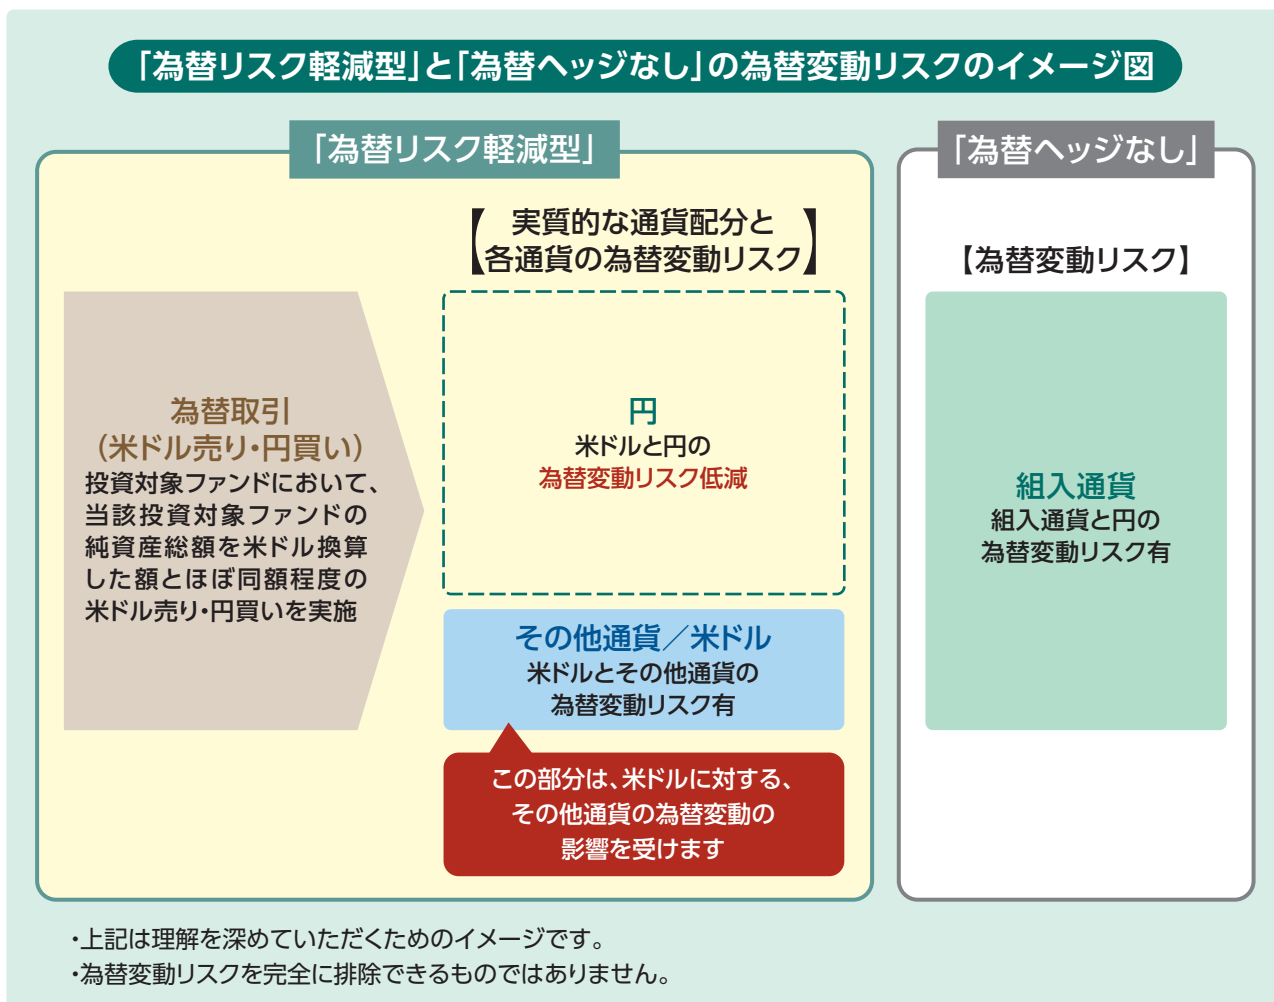 「為替リスク軽減型」と「為替ヘッジなし」の為替変動リスクのイメージ図
「為替リスク軽減型」
【実質的な通貨配分と
各通貨の為替変動リスク】
為替取引
（米ドル売り・円買い）
投資対象ファンドにおいて、
当該投資対象ファンドの
純資産総額を米ドル換算
した額とほぼ同額程度の
米ドル売り・円買いを実施
円
米ドルと円の
為替変動リスク低減
その他通貨／米ドル
米ドルとその他通貨の
為替変動リスク有
この部分は、米ドルに対する、
その他通貨の為替変動の
影響を受けます
「為替ヘッジなし」
【為替変動リスク】
組入通貨
組入通貨と円の
為替変動リスク有
・上記は理解を深めていただくためのイメージです。
・為替変動リスクを完全に排除できるものではありません。